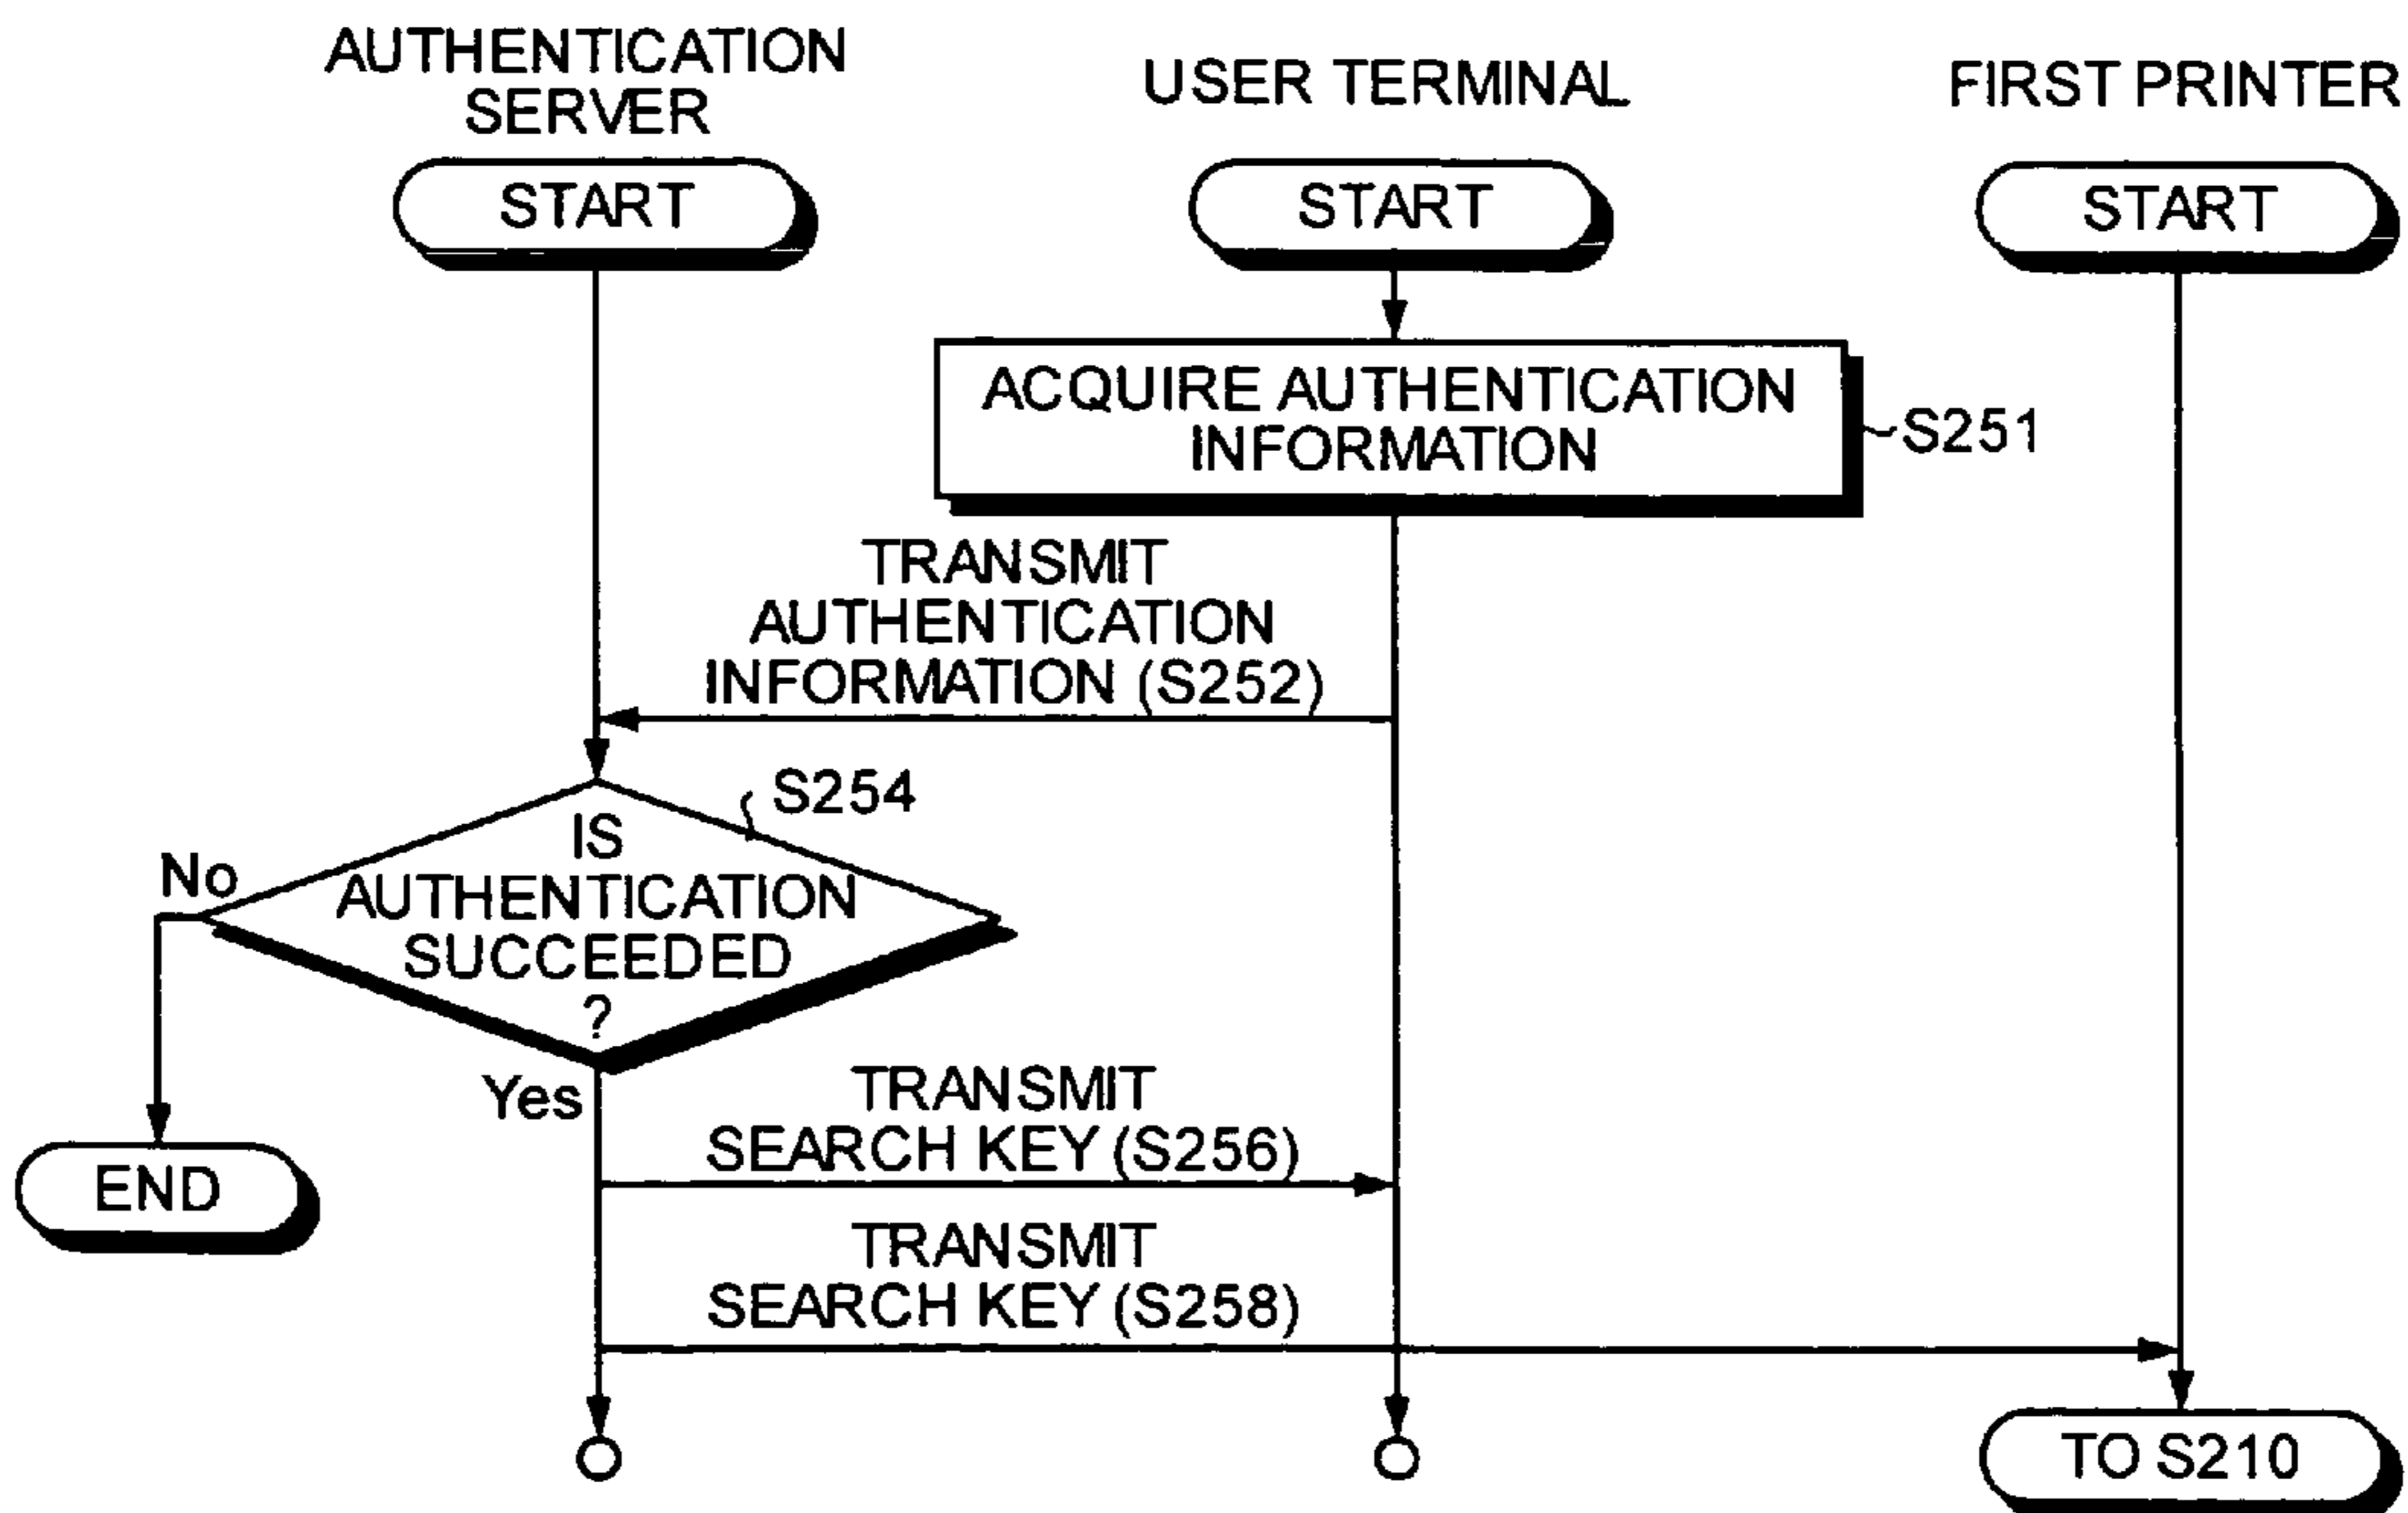 AUTHENTICATION
SERVER
USER TERMINAL
FIRST PRINTER
START
START
START
ACQUIRE AUTHENTICATION
INFORMATION
S251
TRANSMIT
AUTHENTICATION
INFORMATION (S252)
S254
IS
AUTHENTICATION
SUCCEEDED
?
No
Yes
END
TRANSMIT
SEARCH KEY (S256)
TRANSMIT
SEARCH KEY (S258)
TO S210